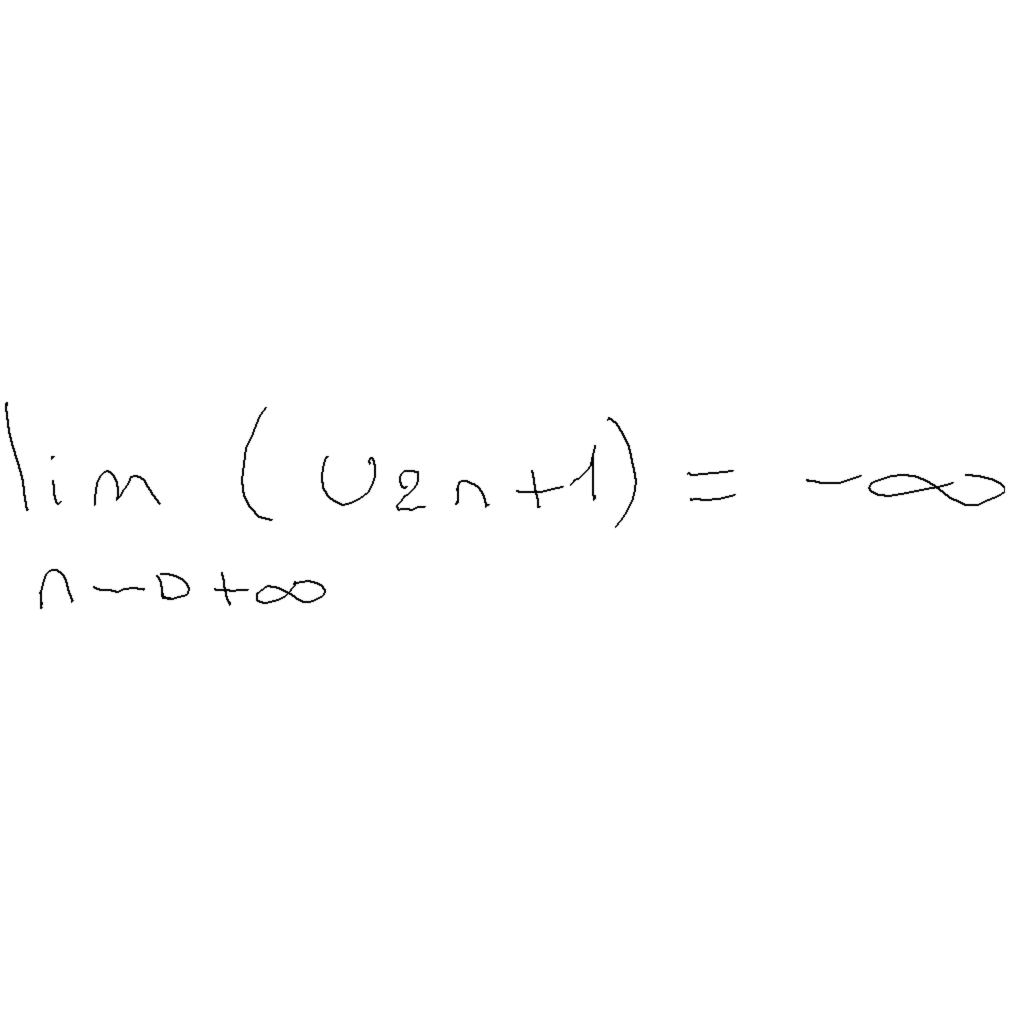 lim (U2n+1) = -∞
n→+∞